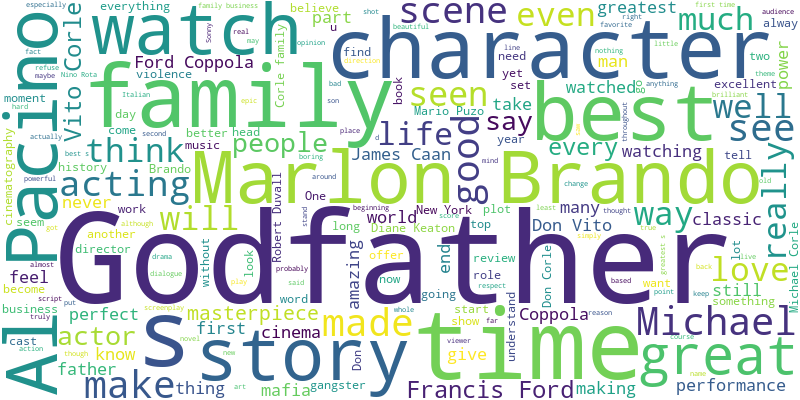 especially
shot
family business
fact
opinion
Sonny
real
may
beautiful
favorite
right
first time
audience
alway
line
nothing
little
theme
brilliant
anything
direction
bad
son
epic
Italian
Nino Rota
refuse
maybe
Pacino
Vito Corle
watch
everything
believe
part
u
Ford Coppola
violence
find
moment
hard
day
come
better
head
history
music
Brando
actually
second
best s
powerful
boring
family
Corle family
scene
seen
book
life
Mario Puzo
James Caan
place
d
around
mind
year
say
good
even
need
yet
set
take
every
character
greatest
man
watched
much
two
excellent
power
go
best
well
see
watching
tell
throughout
old
cinematography
think
people
acting
never
seem
got
work
although
another
will
director
without
look
Marlon Brando
One
world
New York
Diane Keaton
Robert Duvall
beginning
score
stand
long
top
plot
many
Don Vito
Don Corle
change
thought
least
way
classic
true
simply
lot
love
really
Michael Corle
Al
feel
almost
become
business
script
put
truly
cast
action
though
Godfather
perfect
actor
know
father
drama
dialogue
screenplay
novel
new
play
s
story
masterpiece
first
thing
make
mafia
word
said
probably
cinema
gangster
art
Don
amazing
offer
now
made
whole
viewer
respect
end
review
role
going
start
show
give
far
understand
time
Francis Ford
Coppola
reason
making
based
want
point
keep
name
course
still
something
back
live
greatest s
Michael
great
performance